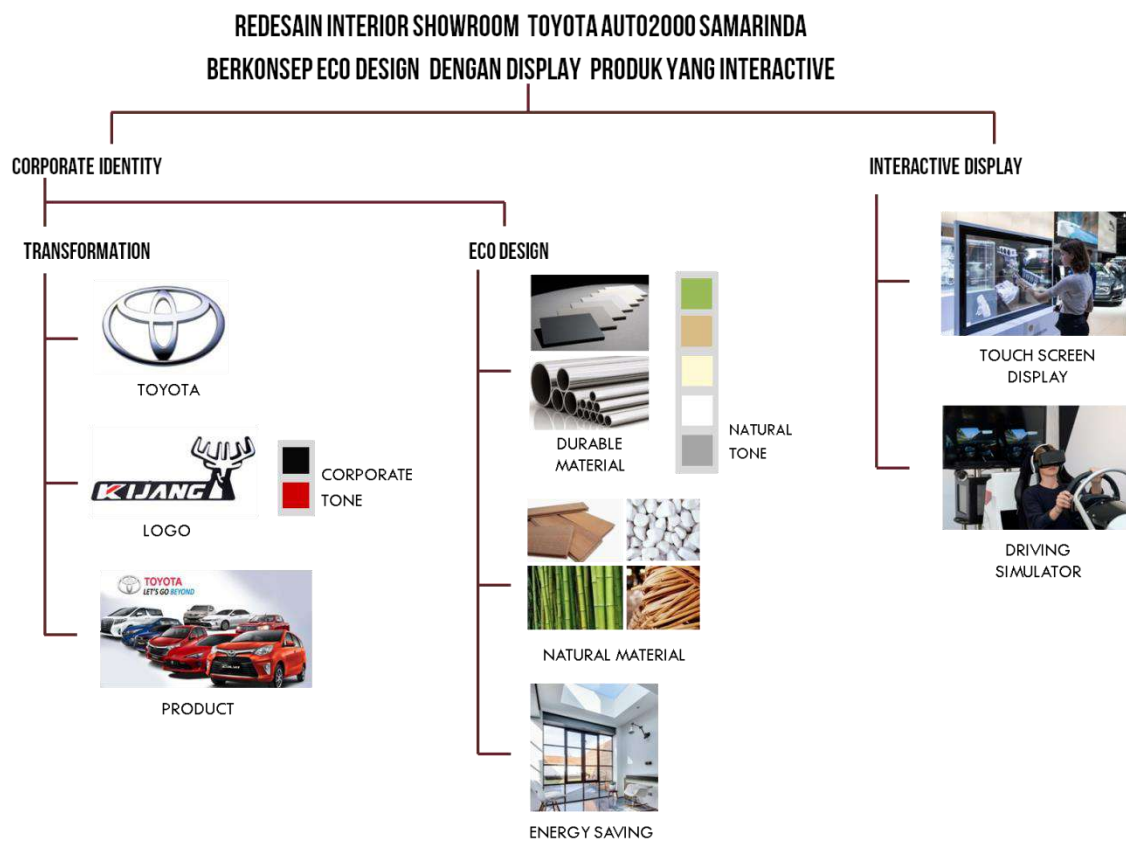 REDESAIN INTERIOR SHOWROOM TOYOTA AUTO2000 SAMARINDA
BERKONSEP ECO DESIGN DENGAN DISPLAY PRODUK YANG INTERACTIVE
CORPORATE IDENTITY
INTERACTIVE DISPLAY
TRANSFORMATION
ECO DESIGN
TOYOTA
KIJANG
LOGO
CORPORATE
TONE
TOYOTA
LET'S GO BEYOND
PRODUCT
DURABLE
MATERIAL
NATURAL
TONE
NATURAL MATERIAL
ENERGY SAVING
TOUCH SCREEN
DISPLAY
DRIVING
SIMULATOR